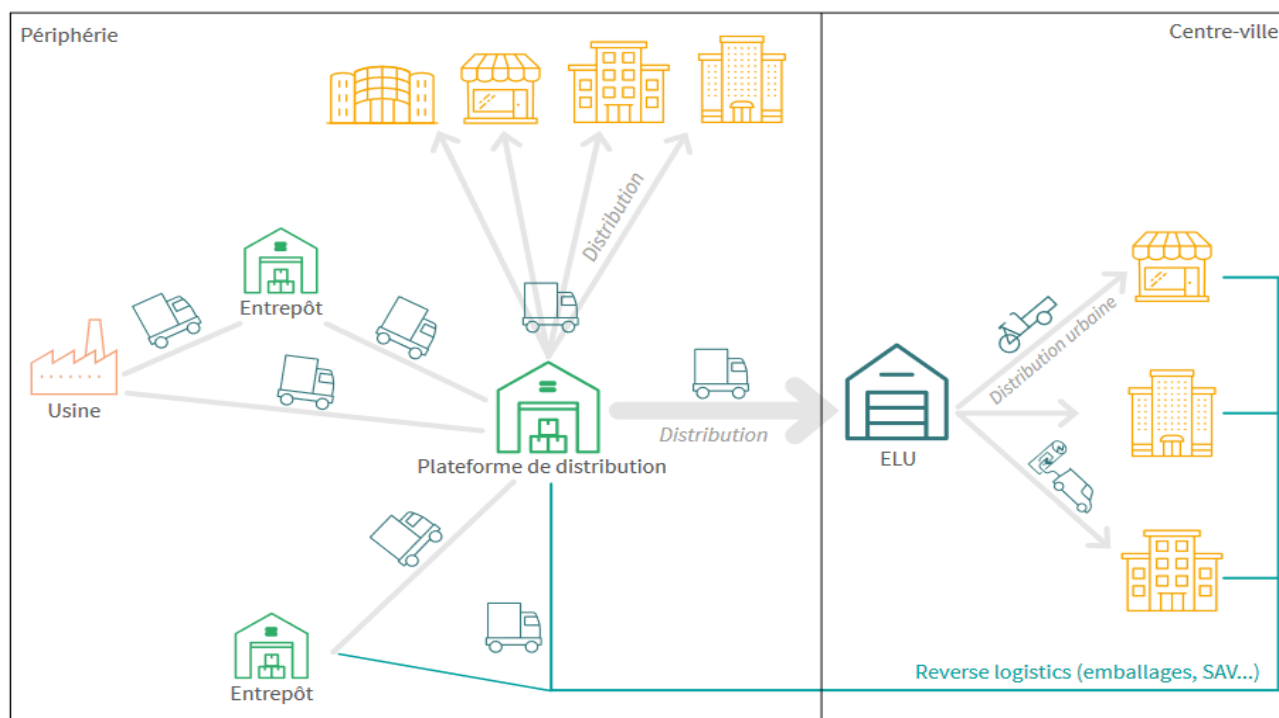 Périphérie
Centre-ville
Distribution
Entrepôt
Usine
Distribution
Plateforme de distribution
ELU
Distribution urbaine
Entrepôt
Reverse logistics (emballages, SAV...)